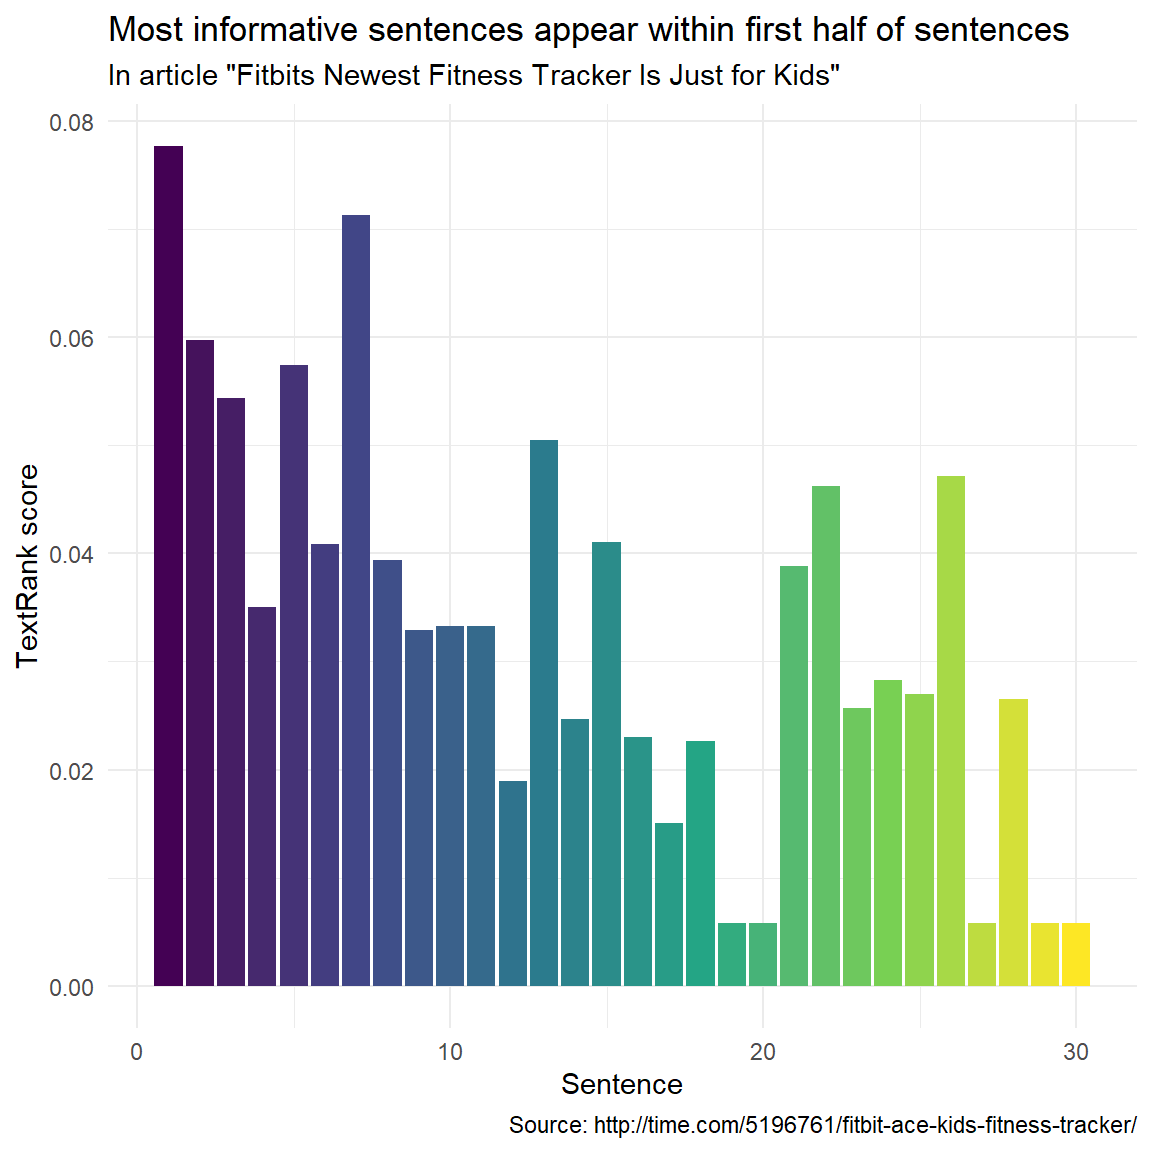 Most informative sentences appear within first half of sentences
In article "Fitbits Newest Fitness Tracker Is Just for Kids"
0.08
0.06
0.04
0.02
0.00
TextRank score
0 10 20 30
Sentence
Source: http://time.com/5196761/fitbit-ace-kids-fitness-tracker/